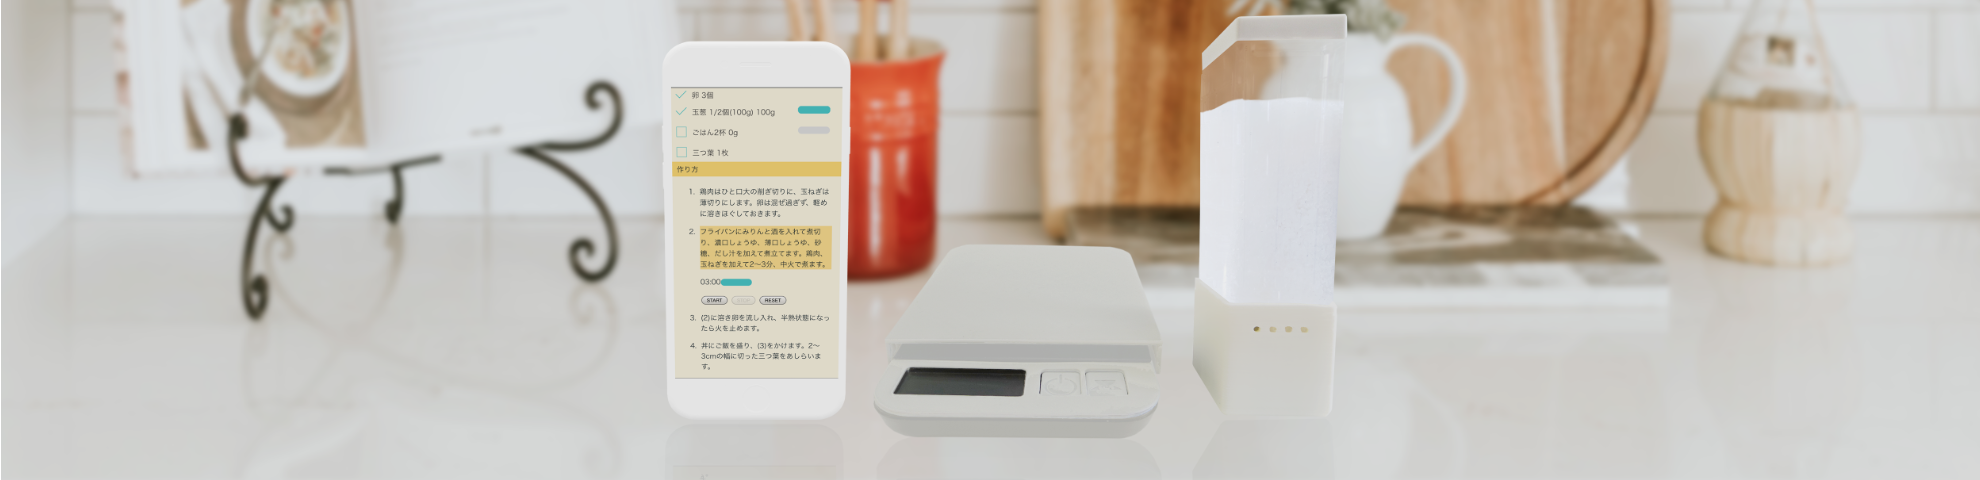 卵 3個
玉葱 1/2個(100g) 100g
ごはん2杯 0g
三つ葉 1枚
作り方
1. 鶏肉はひと口大の削ぎ切りに、玉ねぎは
薄切りにします。卵は混ぜ過ぎず、軽め
に溶きほぐしておきます。
2. フライパンにみりんと酒を入れて煮切
り、濃口しょうゆ、薄口しょうゆ、砂
糖、だし汁を加えて煮立てます。鶏肉、
玉ねぎを加えて2〜3分、中火で煮ます。
03:00
START RESET
3. (2)に溶き卵を流し入れ、半熟状態になっ
たら火を止めます。
4. 丼にご飯を盛り、(3)をかけます。2〜
3cmの幅に切った三つ葉をあしらいま
す。